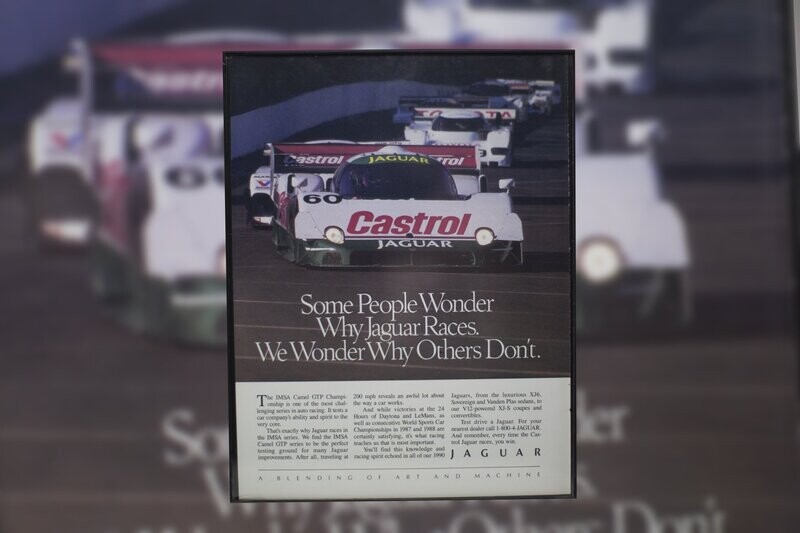 Castrol JAGUAR Castrol
60
Castrol
JAGUAR
Some People Wonder
Why Jaguar Races.
We Wonder Why Others Don't.
The IMSA Camel GTP Champi-
onship is one of the most chal-
lenging series in auto racing. It tests a
car company's ability and spirit to the
very core.
That's exactly why Jaguar races in
the IMSA series. We find the IMSA
Camel GTP series to be the perfect
testing ground for many Jaguar
improvements. After all, traveling at
200 mph reveals an awful lot about
the way a car works.
And while victories at the 24
Hours of Daytona and LeMans, as
well as consecutive World Sports Car
Championships in 1987 and 1988 are
certainly satisfying, it's what racing
teaches us that is most important.
You'll find this knowledge and
racing spirit echoed in all of our 1990
Jaguars, from the luxurious XJ6,
Sovereign and Vanden Plas sedans, to
our V12-powered XJ-S coupes and
convertibles.
Test drive a Jaguar. For your
nearest dealer call 1-800-4-JAGUAR.
And remember, every time the Cas-
trol Jaguar races, you win.
JAGUAR
A BLENDING OF ART AND MACHINE